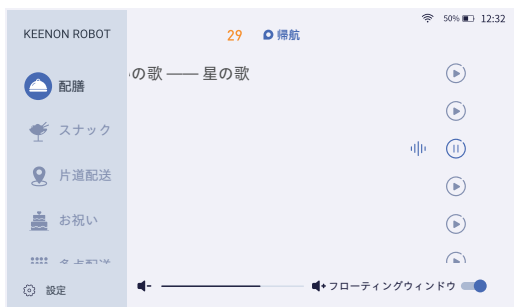 KEENON ROBOT
29 帰航
50% 12:32
の歌 —— 星の歌
配膳
スナック
片道配送
お祝い
設定
フローティングウィンドウ